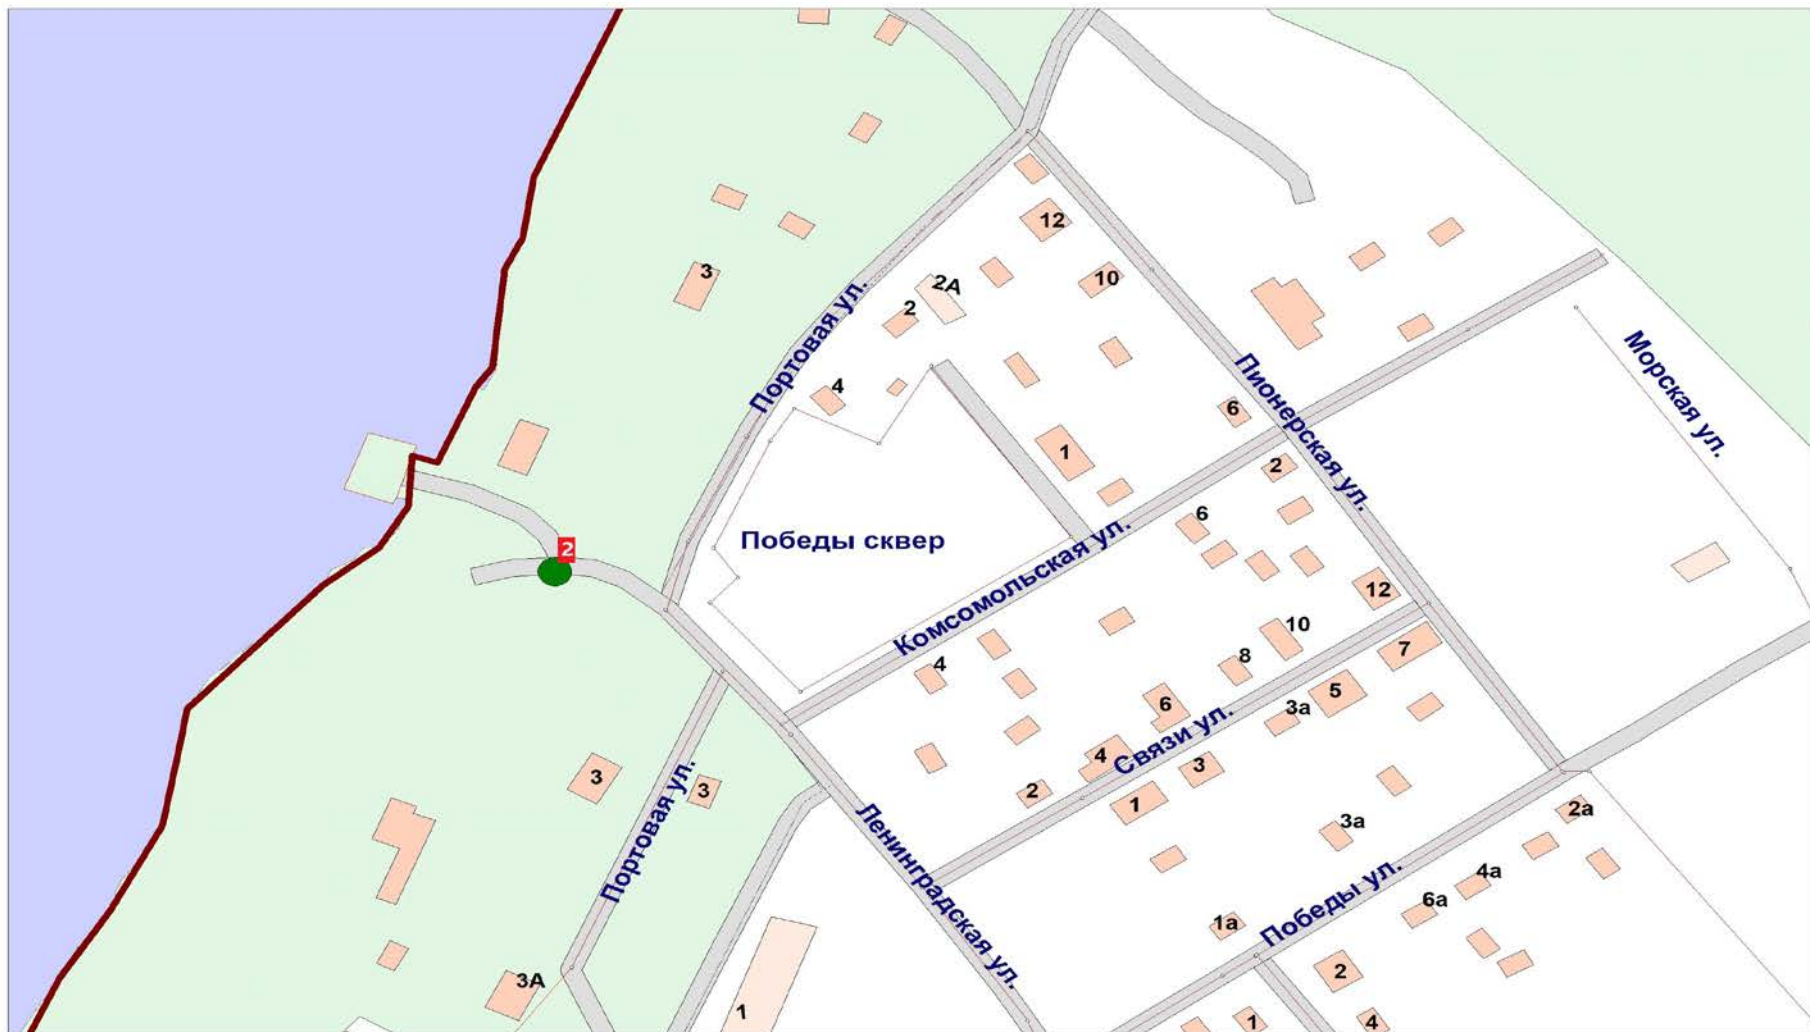 12
3
10
2А
2
Портовая ул.
Морская ул.
4
Пионерская ул.
6
1
2
6
2
Победы сквер
Комсомольская ул.
12
10
7
8
4
5
6
3а
Связи ул.
4
3
3
3
2
1
Портовая ул.
Ленинградская ул.
3а
2а
4а
Победы ул.
6а
1а
2
3А
1
1
4